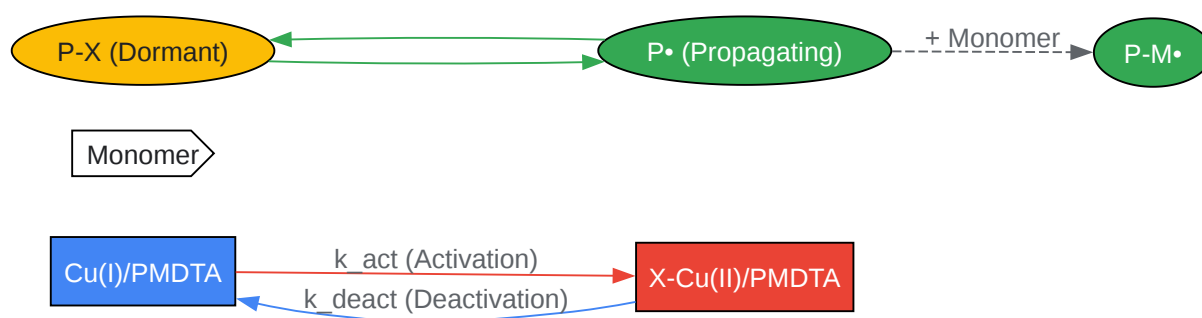 P-X (Dormant)
P• (Propagating)
+ Monomer
P-M•
Monomer
Cu(I)/PMDTA
k_act (Activation)
k_deact (Deactivation)
X-Cu(II)/PMDTA